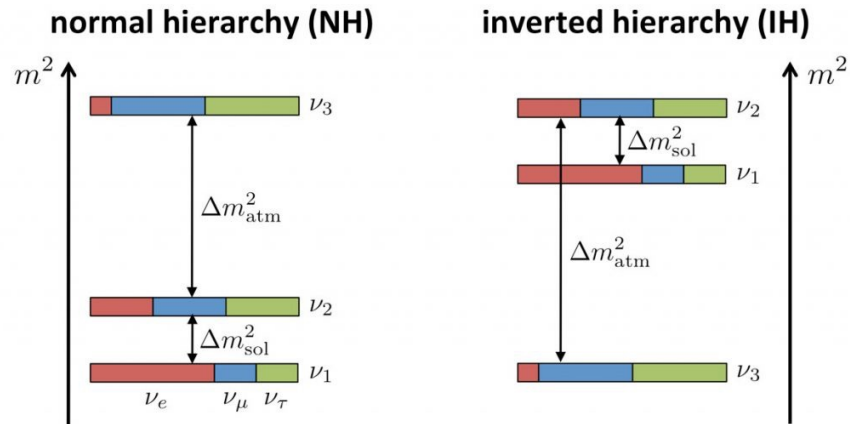 normal hierarchy (NH)
m²
ν₃
Δm²atm
ν₂
Δm²sol
ν₁
νe νμ ντ
inverted hierarchy (IH)
m²
ν₂
Δm²sol
ν₁
Δm²atm
ν₃